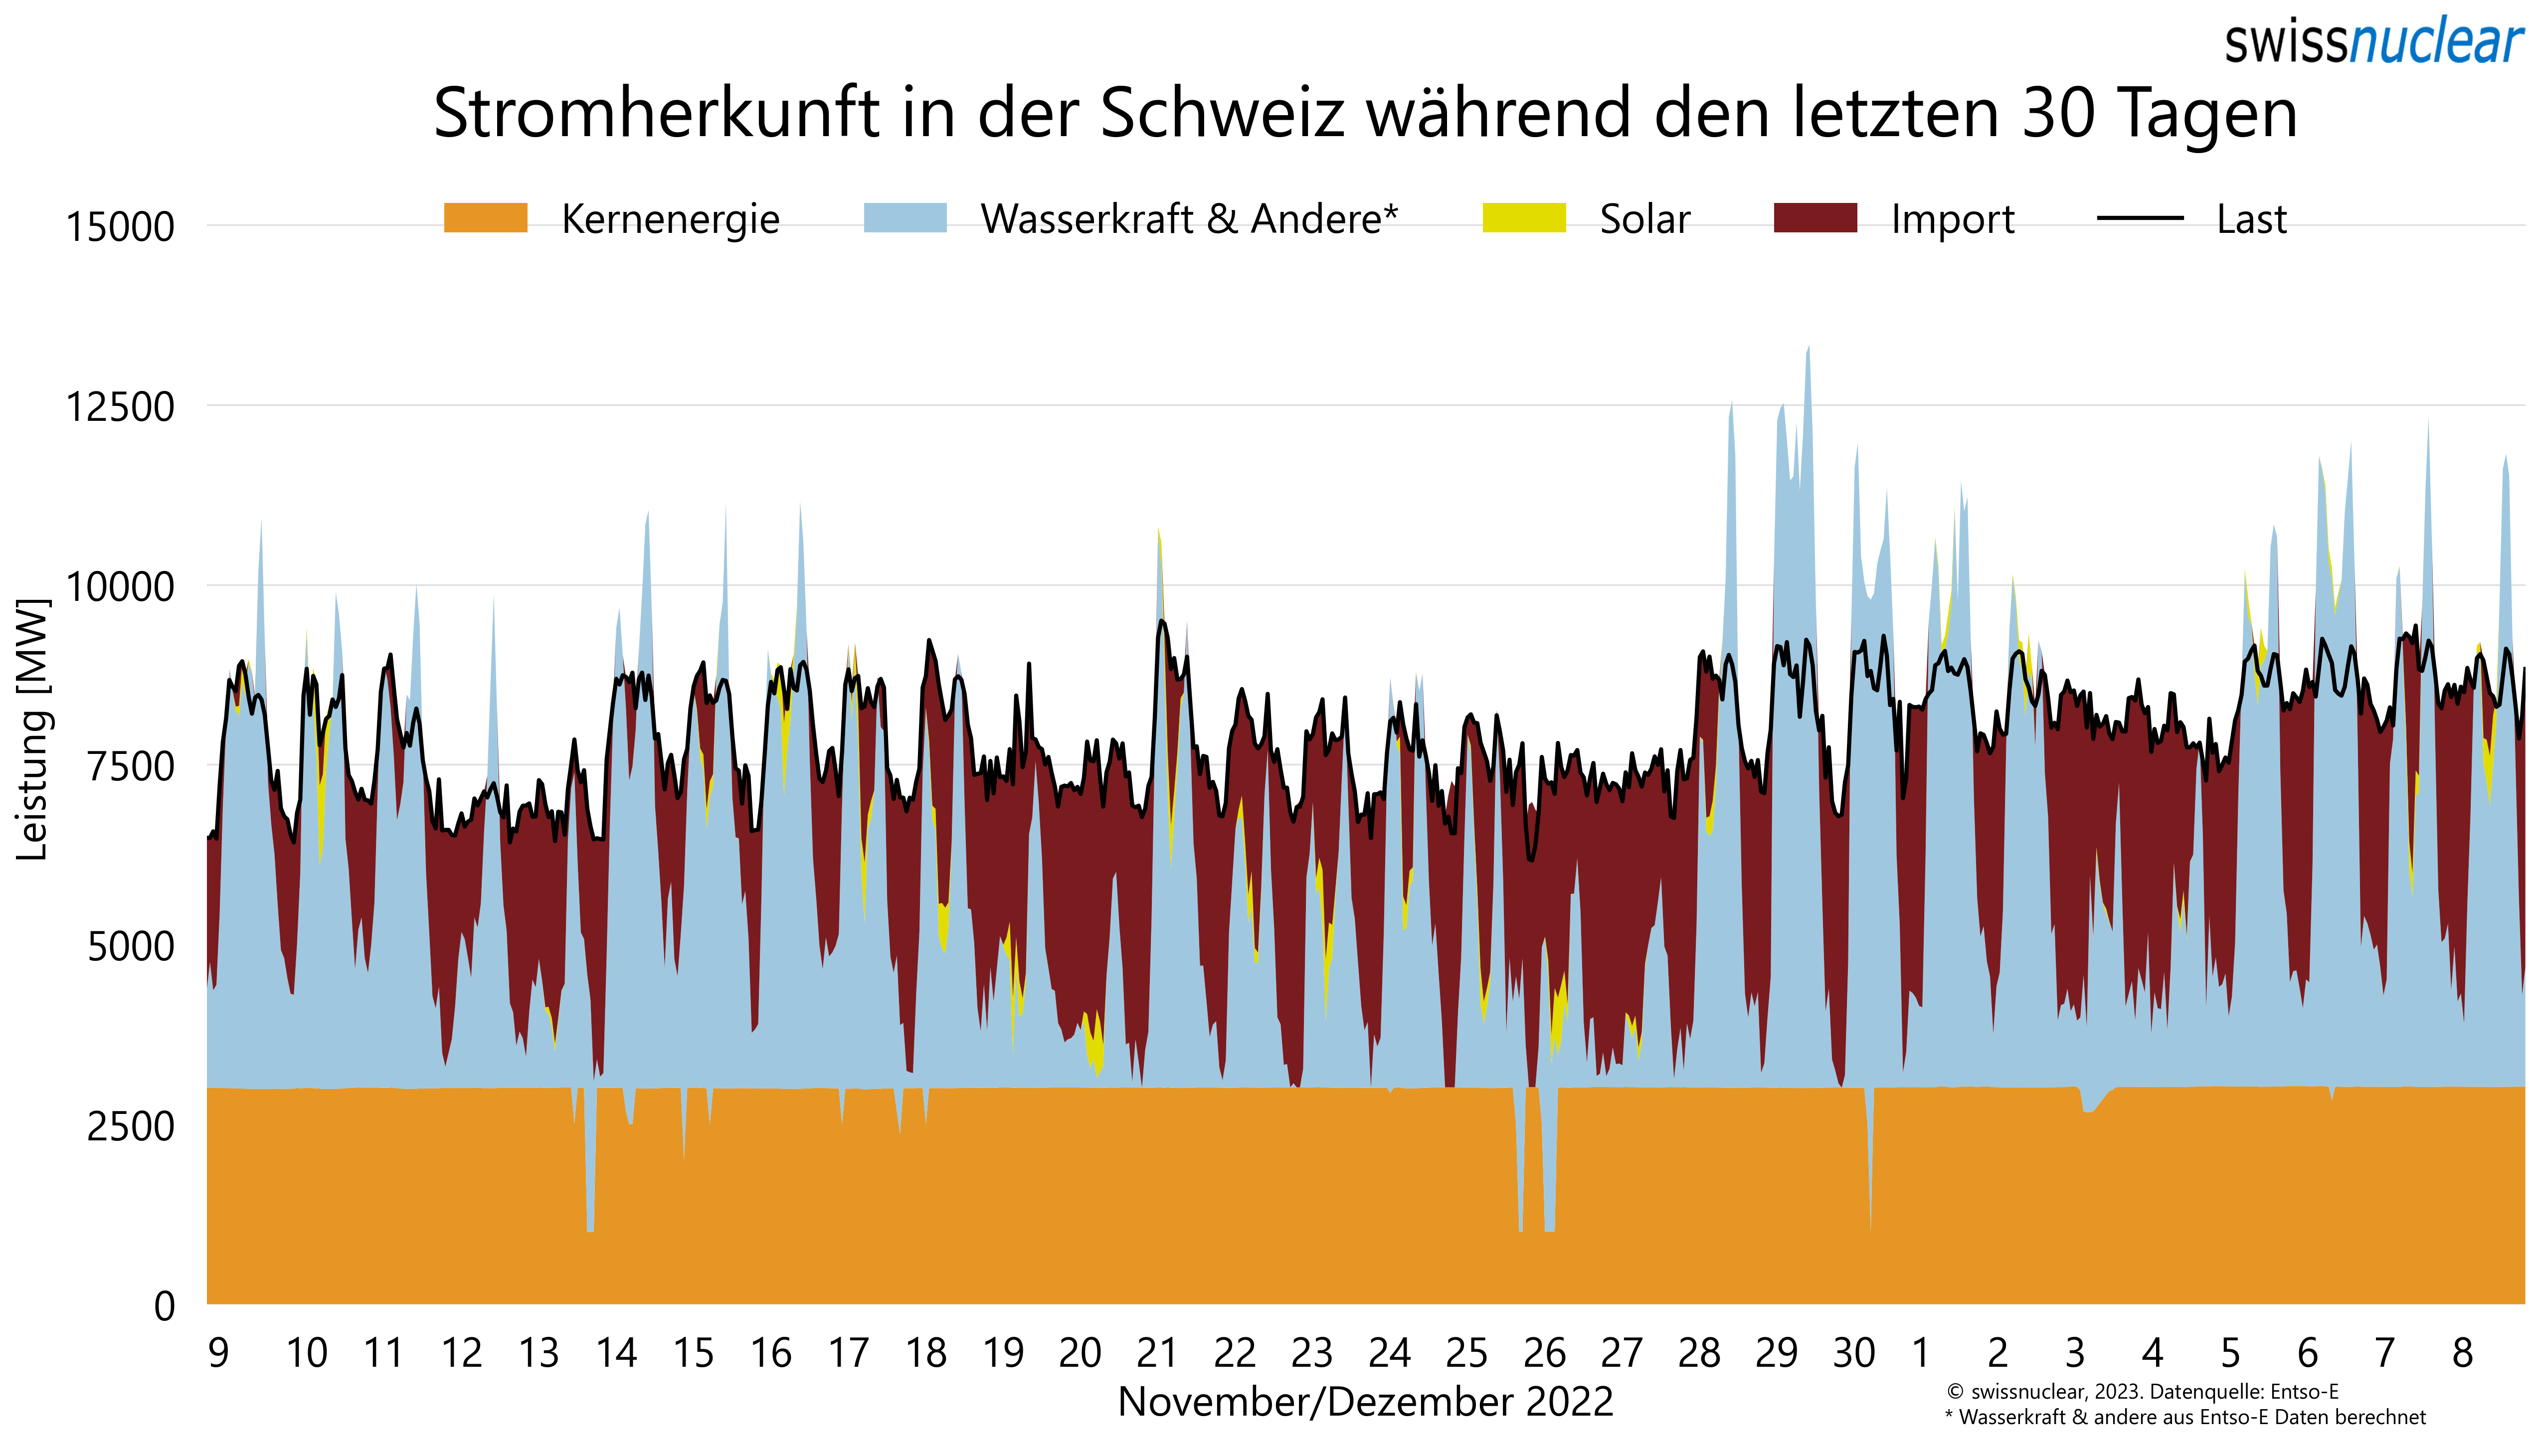 swissnuclear
Stromherkunft in der Schweiz während den letzten 30 Tagen
Kernenergie Wasserkraft & Andere* Solar Import Last
15000
12500
10000
7500
5000
2500
0
Leistung [MW]
9 10 11 12 13 14 15 16 17 18 19 20 21 22 23 24 25 26 27 28 29 30 1 2 3 4 5 6 7 8
November/Dezember 2022
© swissnuclear, 2023. Datenquelle: Entso-E
* Wasserkraft & andere aus Entso-E Daten berechnet